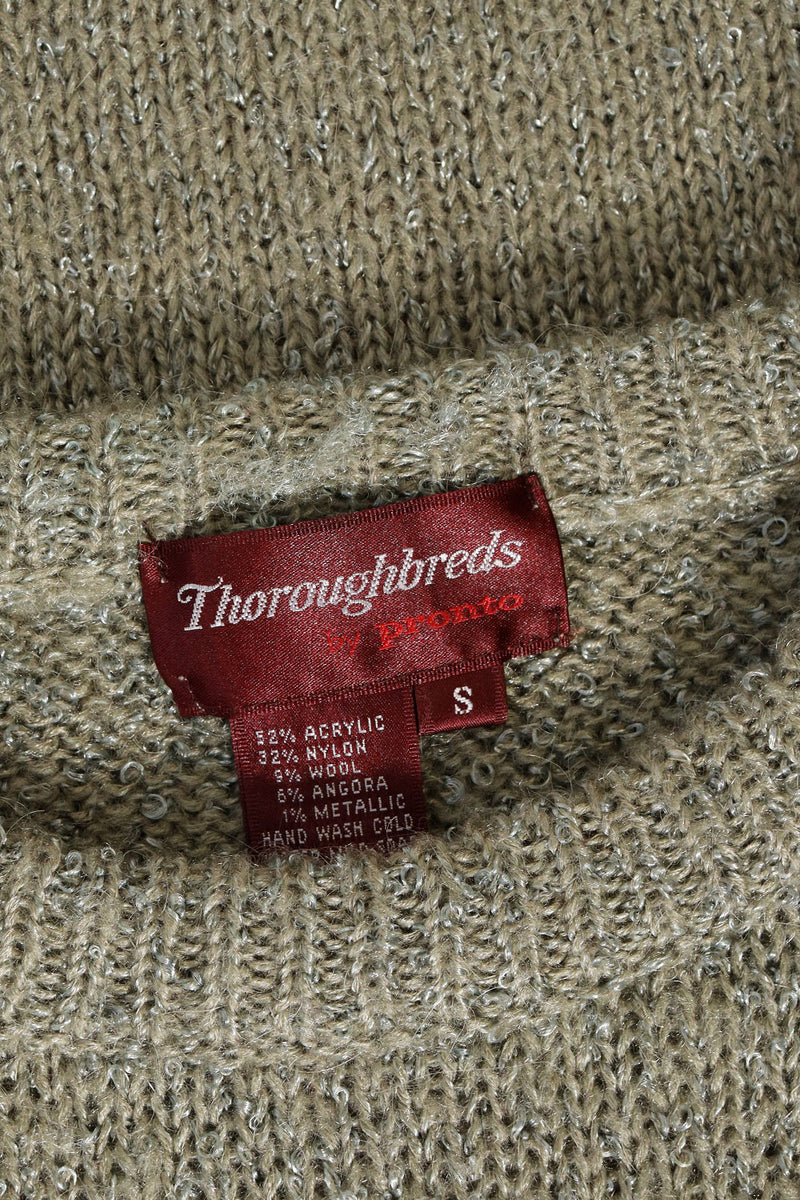 Thoroughbreds
by pronto
S
52% ACRYLIC
32% NYLON
9% WOOL
6% ANGORA
1% METALLIC
HAND WASH COLD